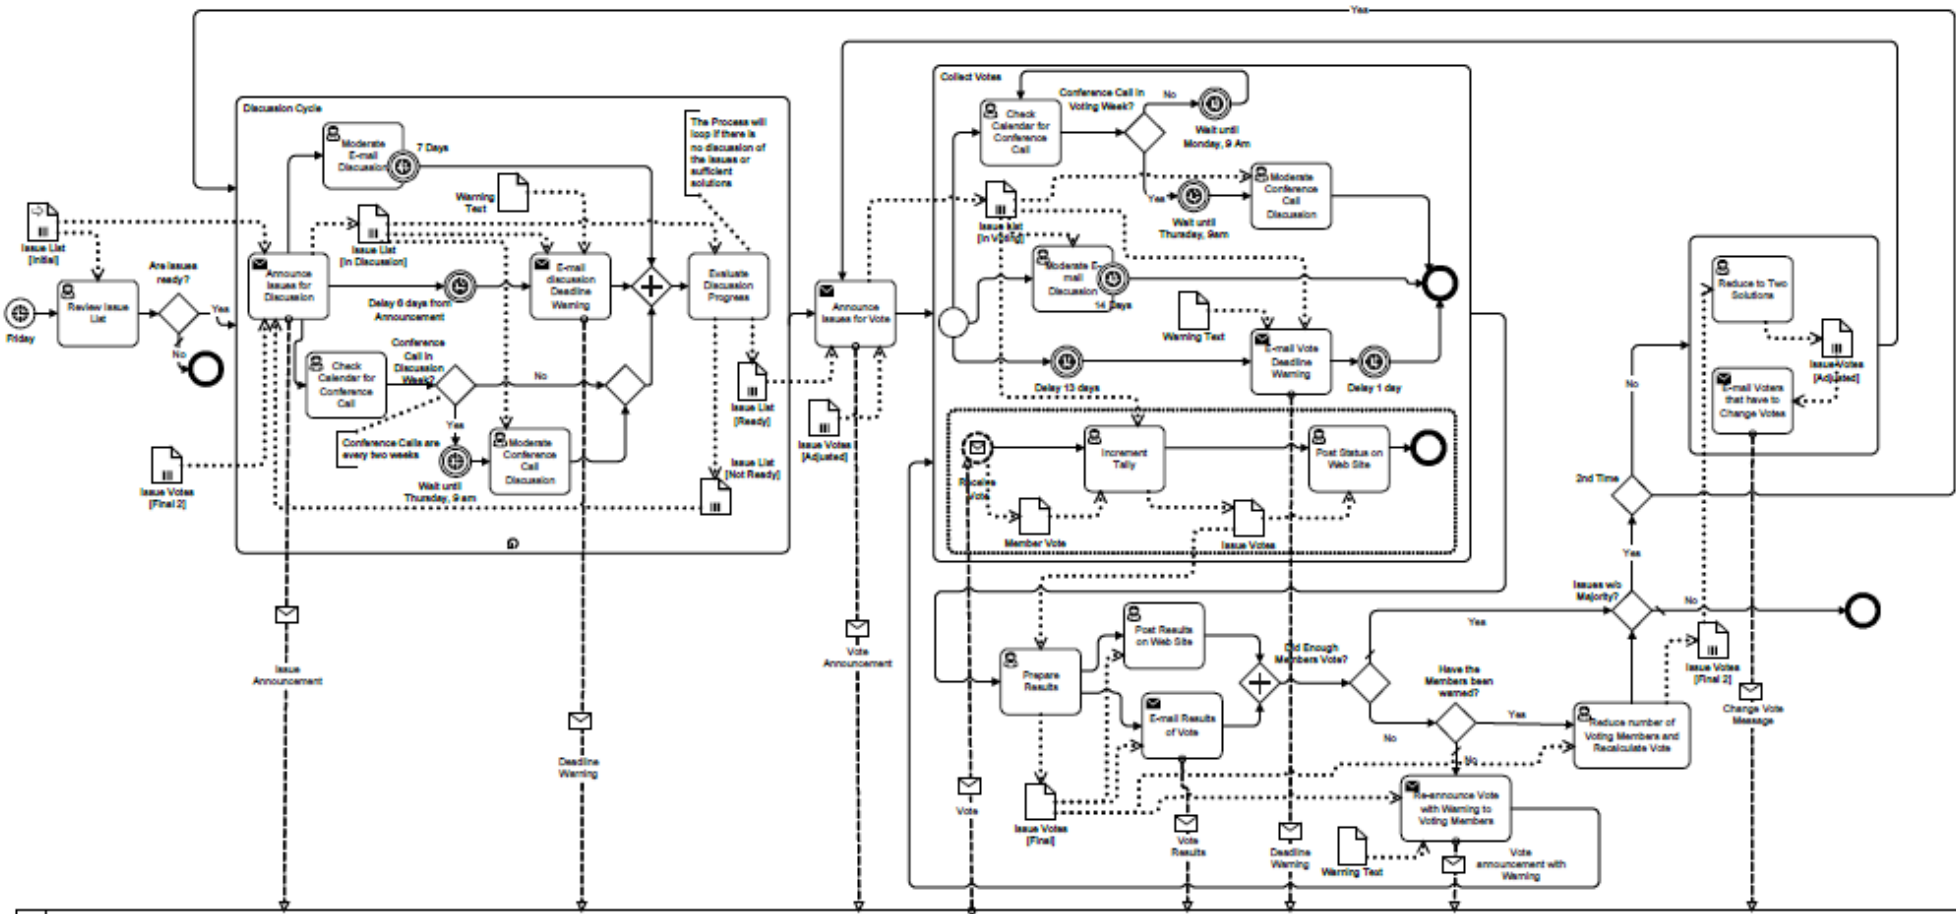 Yes
Discussion Cycle
Moderate
E-mail
Discussion
7 Days
The Process will
loop if there is
no discussion of
the issues or
sufficient
solutions
Warning
Text
Issue List
[Initial]
Issue List
[In Discussion]
Friday
Review Issue
List
Are Issues
ready?
Yes
No
Announce
Issues for
Discussion
Delay 6 days from
Announcement
E-mail
discussion
Deadline
Warning
Evaluate
Discussion
Progress
Check
Calendar for
Conference
Call
Conference
Call in
Discussion
Week?
No
Yes
Conference Calls are
every two weeks
Wait until
Thursday, 9 am
Moderate
Conference
Call
Discussion
Issue List
[Ready]
Issue List
[Not Ready]
Issue Votes
[Final 2]
Announce
Issues for Vote
Issue Votes
[Adjusted]
Collect Votes
Check
Calendar for
Conference
Call
Conference Call in
Voting Week?
No
Wait until
Monday, 9 Am
Yes
Wait until
Thursday, 9am
Moderate
Conference
Call
Discussion
Issue List
[In Voting]
Moderate E-
mail
Discussion
14 Days
Warning Text
Delay 13 days
E-mail Vote
Deadline
Warning
Delay 1 day
Receive
Vote
Increment
Tally
Post Status on
Web Site
Member Vote
Issue Votes
Reduce to Two
Solutions
Issue Votes
[Adjusted]
E-mail Voters
that have to
Change Votes
No
2nd Time
Yes
Issues w/o
Majority?
No
Issue Votes
[Final 2]
Prepare
Results
Post Results
on Web Site
E-mail Results
of Vote
Did Enough
Members Vote?
Yes
No
Have the
Members been
warned?
Yes
No
Reduce number of
Voting Members and
Recalculate Vote
Re-announce Vote
with Warning to
Voting Members
Issue Votes
[Final]
Warning Text
Issue
Announcement
Deadline
Warning
Vote
Announcement
Vote
Vote
Results
Deadline
Warning
Vote
announcement with
Warning
Change Vote
Message